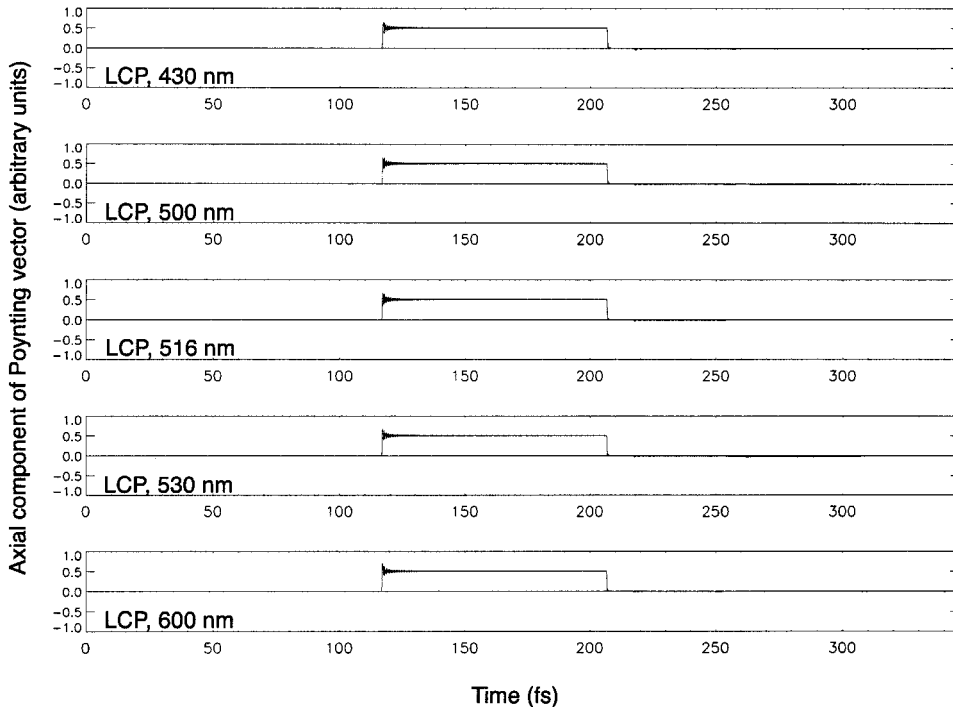 Axial component of Poynting vector (arbitrary units)
1.0
0.5
0.0
−0.5
−1.0
LCP, 430 nm
0 50 100 150 200 250 300
1.0
0.5
0.0
−0.5
−1.0
LCP, 500 nm
0 50 100 150 200 250 300
1.0
0.5
0.0
−0.5
−1.0
LCP, 516 nm
0 50 100 150 200 250 300
1.0
0.5
0.0
−0.5
−1.0
LCP, 530 nm
0 50 100 150 200 250 300
1.0
0.5
0.0
−0.5
−1.0
LCP, 600 nm
0 50 100 150 200 250 300
Time (fs)